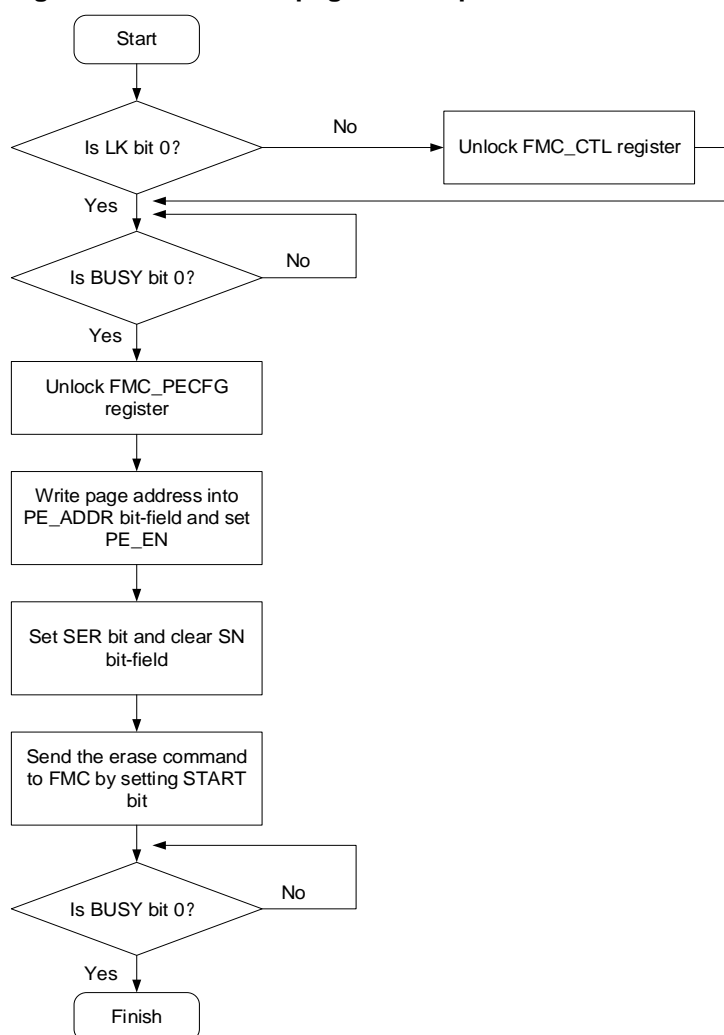 Start
Is LK bit 0?
No
Unlock FMC_CTL register
Yes
Is BUSY bit 0?
No
Yes
Unlock FMC_PECFG
register
Write page address into
PE_ADDR bit-field and set
PE_EN
Set SER bit and clear SN
bit-field
Send the erase command
to FMC by setting START
bit
Is BUSY bit 0?
No
Yes
Finish